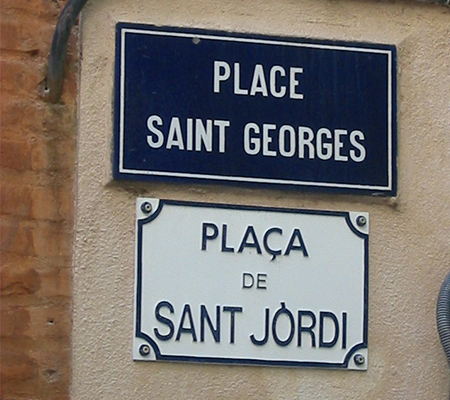 PLACE
SAINT GEORGES
PLAÇA
DE
SANT JÒRDI